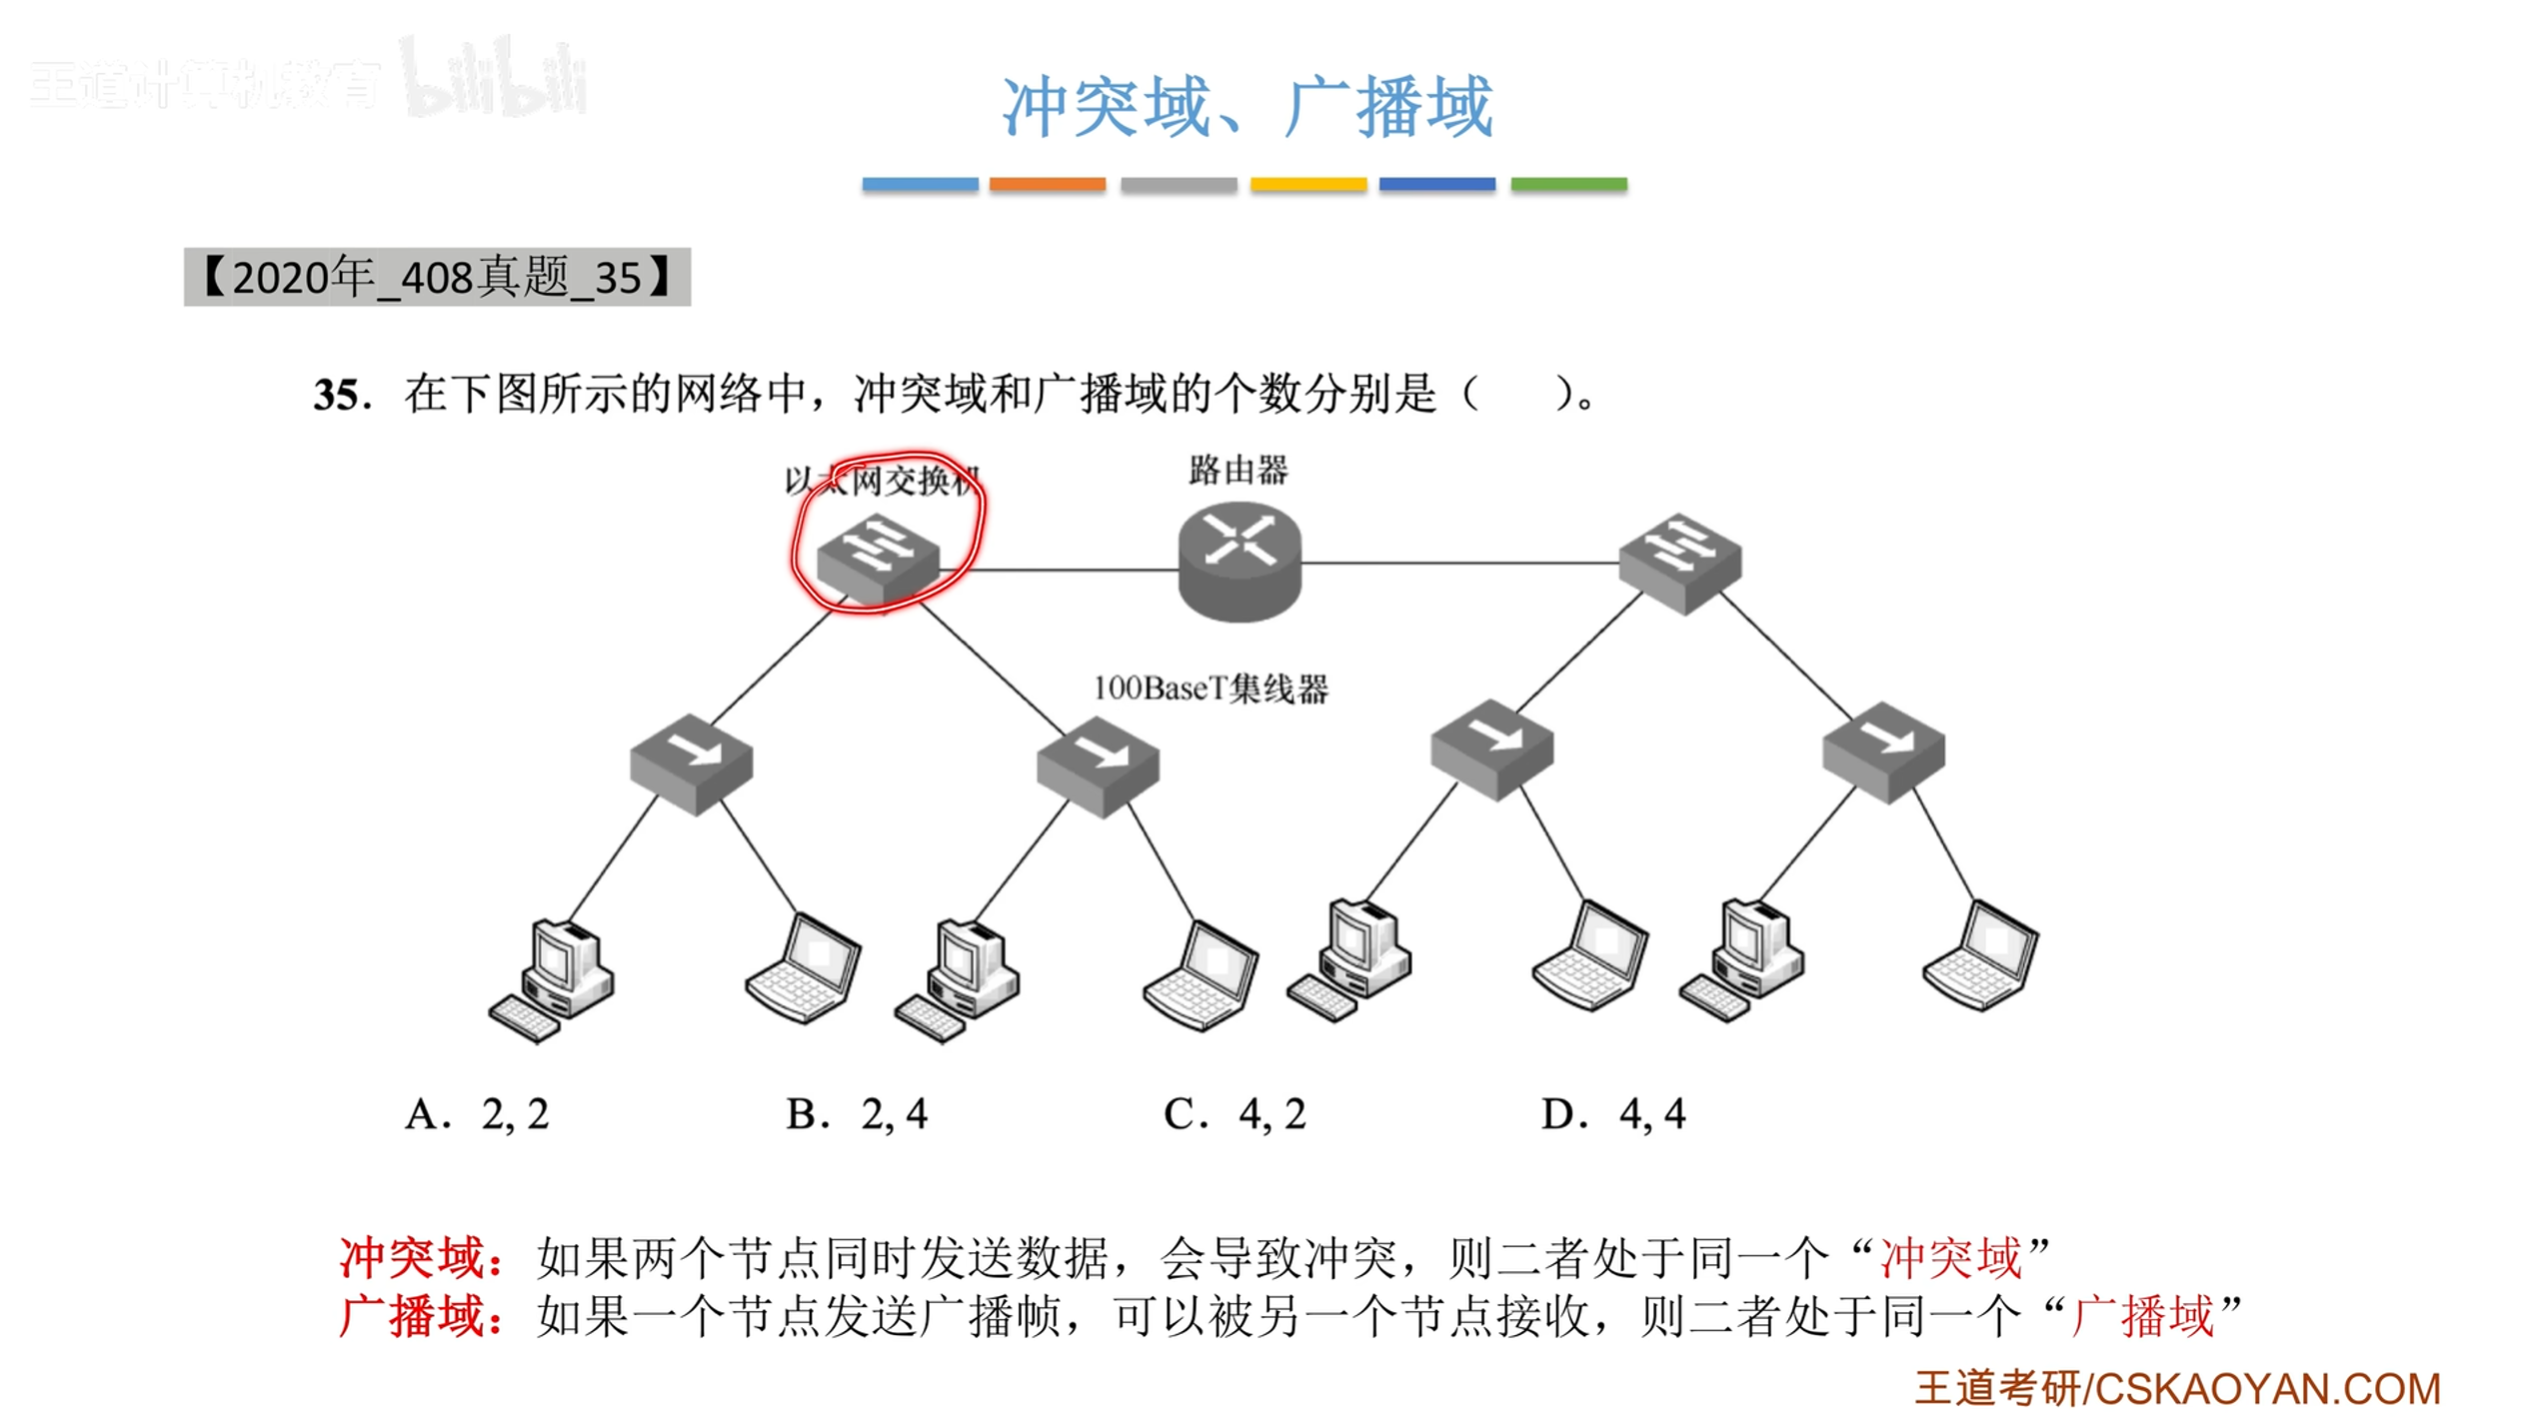 王道计算机教育 bilibili
冲突域、广播域
【2020年_408真题_35】
35. 在下图所示的网络中，冲突域和广播域的个数分别是（　　）。
以太网交换机
路由器
100BaseT集线器
A. 2, 2  B. 2, 4  C. 4, 2  D. 4, 4
冲突域：如果两个节点同时发送数据，会导致冲突，则二者处于同一个“冲突域”
广播域：如果一个节点发送广播帧，可以被另一个节点接收，则二者处于同一个“广播域”
王道考研/CSKAOYAN.COM